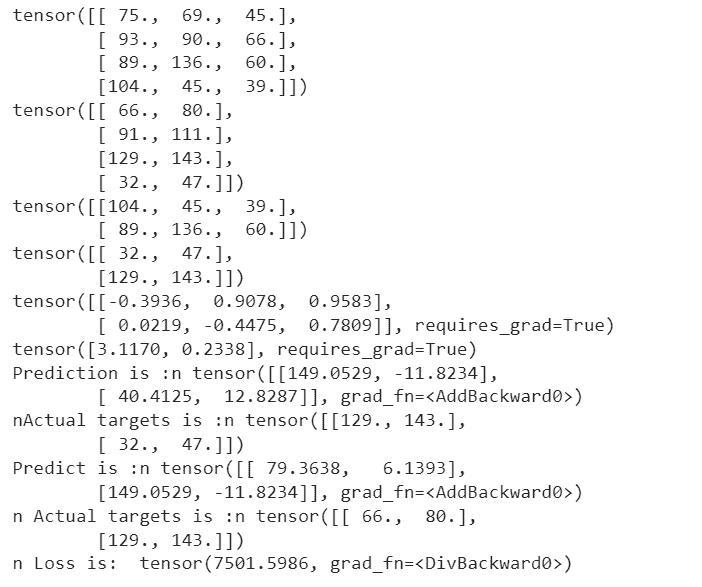 tensor([[ 75.,  69.,  45.],
        [ 93.,  90.,  66.],
        [ 89., 136.,  60.],
        [104.,  45.,  39.]])
tensor([[ 66.,  80.],
        [ 91., 111.],
        [129., 143.],
        [ 32.,  47.]])
tensor([[104.,  45.,  39.],
        [ 89., 136.,  60.]])
tensor([[ 32.,  47.],
        [129., 143.]])
tensor([[-0.3936,  0.9078,  0.9583],
        [ 0.0219, -0.4475,  0.7809]], requires_grad=True)
tensor([3.1170, 0.2338], requires_grad=True)
Prediction is :n tensor([[149.0529, -11.8234],
        [ 40.4125,  12.8287]], grad_fn=<AddBackward0>)
nActual targets is :n tensor([[129., 143.],
        [ 32.,  47.]])
Predict is :n tensor([[ 79.3638,   6.1393],
        [149.0529, -11.8234]], grad_fn=<AddBackward0>)
n Actual targets is :n tensor([[ 66.,  80.],
        [129., 143.]])
n Loss is:  tensor(7501.5986, grad_fn=<DivBackward0>)